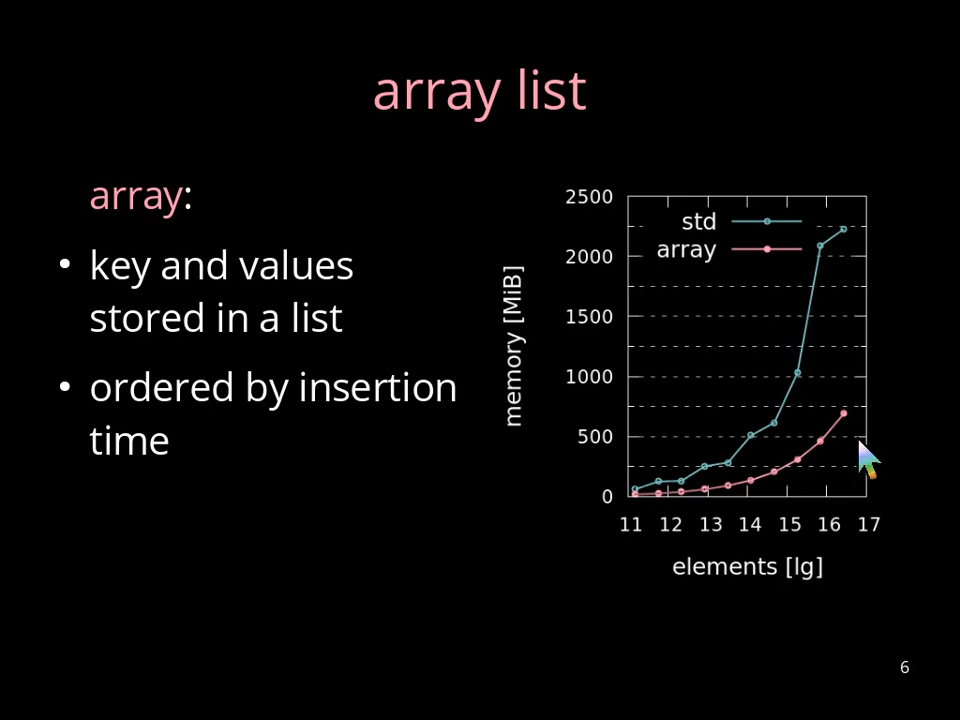 array list
array:
• key and values
stored in a list
• ordered by insertion
time
memory [MiB]
2500
2000
1500
1000
500
0
std
array
11 12 13 14 15 16 17
elements [lg]
6